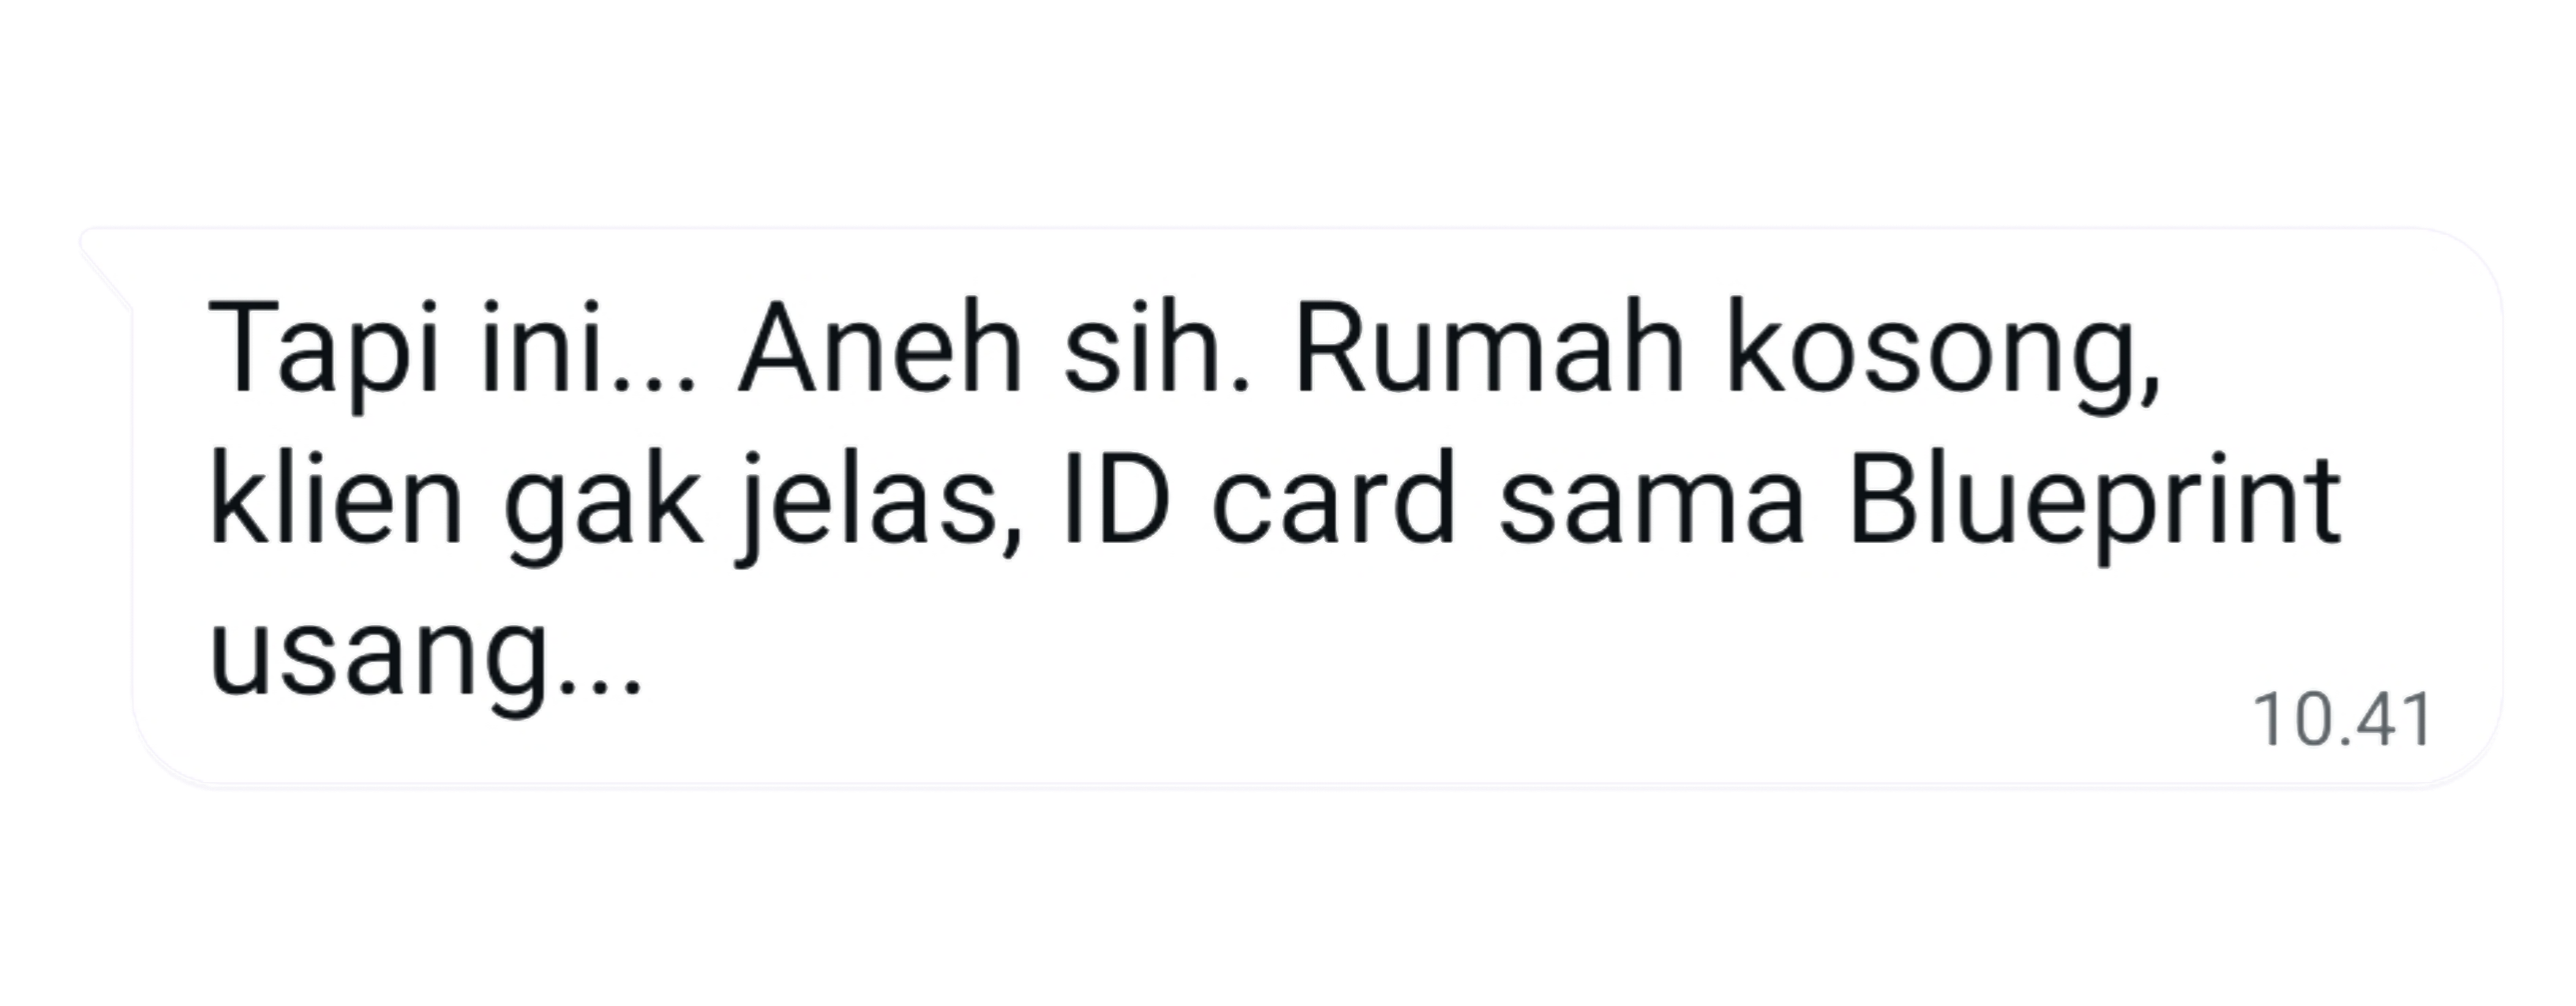 Tapi ini... Aneh sih. Rumah kosong,
klien gak jelas, ID card sama Blueprint
usang...
10.41